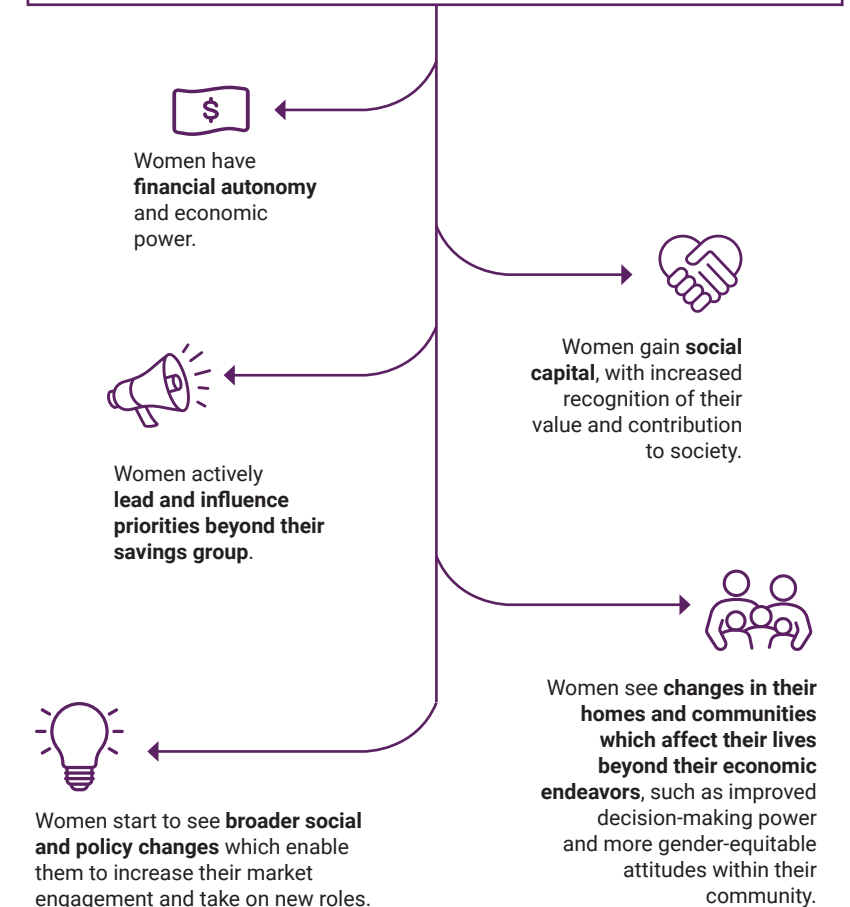 $
Women have
financial autonomy
and economic
power.
Women gain social
capital, with increased
recognition of their
value and contribution
to society.
Women actively
lead and influence
priorities beyond their
savings group.
Women see changes in their
homes and communities
which affect their lives
beyond their economic
endeavors, such as improved
decision-making power
and more gender-equitable
attitudes within their
community.
Women start to see broader social
and policy changes which enable
them to increase their market
engagement and take on new roles.